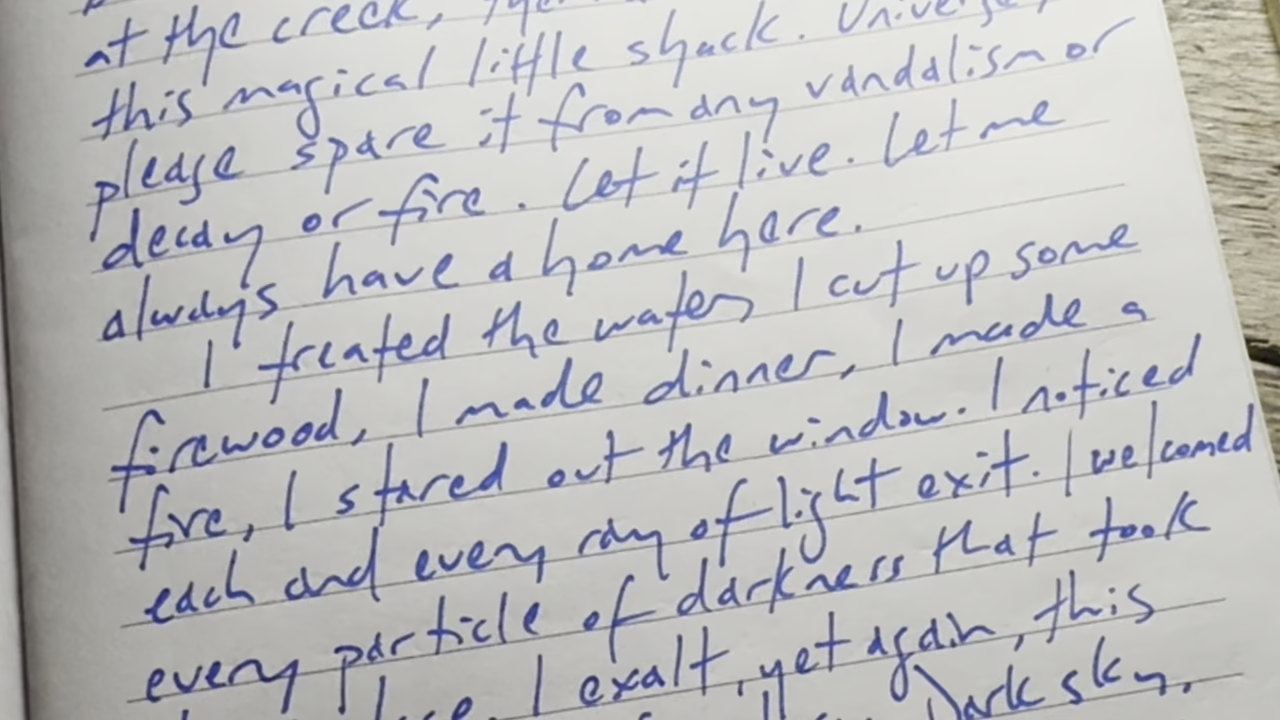 at the creek,
this magical little shack. Universe,
please spare it from any vandalism or
decay or fire. Let it live. Let me
always have a home here.
I treated the water, I cut up some
firewood, I made dinner, I made a
fire, I stared out the window. I noticed
each and every ray of light exit. I welcomed
every particle of darkness that took
I exalt, yet again, this
Dark sky,